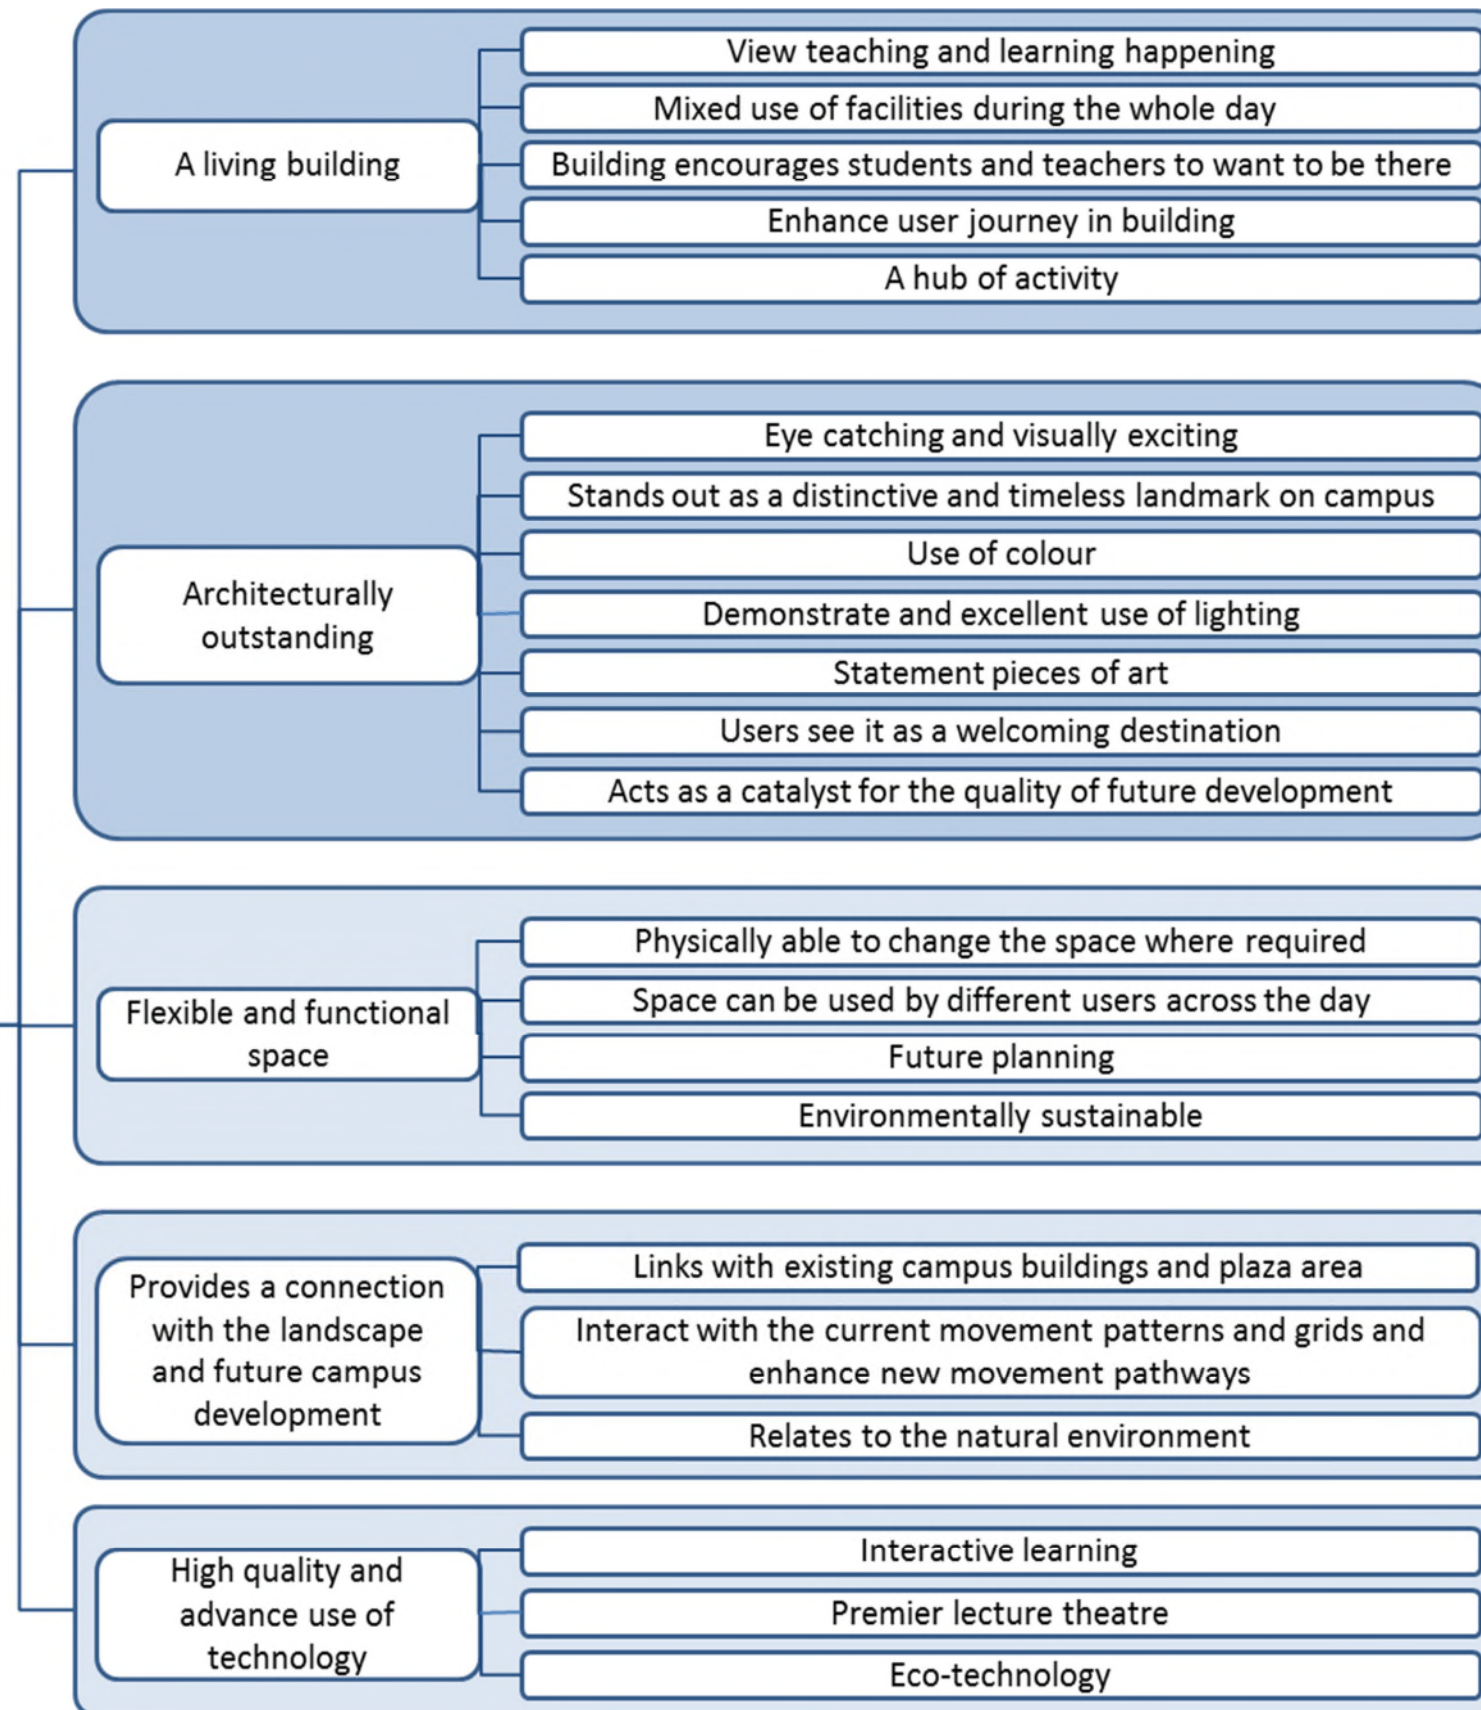 A living building
View teaching and learning happening
Mixed use of facilities during the whole day
Building encourages students and teachers to want to be there
Enhance user journey in building
A hub of activity
Architecturally
outstanding
Eye catching and visually exciting
Stands out as a distinctive and timeless landmark on campus
Use of colour
Demonstrate and excellent use of lighting
Statement pieces of art
Users see it as a welcoming destination
Acts as a catalyst for the quality of future development
Flexible and functional
space
Physically able to change the space where required
Space can be used by different users across the day
Future planning
Environmentally sustainable
Provides a connection
with the landscape
and future campus
development
Links with existing campus buildings and plaza area
Interact with the current movement patterns and grids and
enhance new movement pathways
Relates to the natural environment
High quality and
advance use of
technology
Interactive learning
Premier lecture theatre
Eco-technology